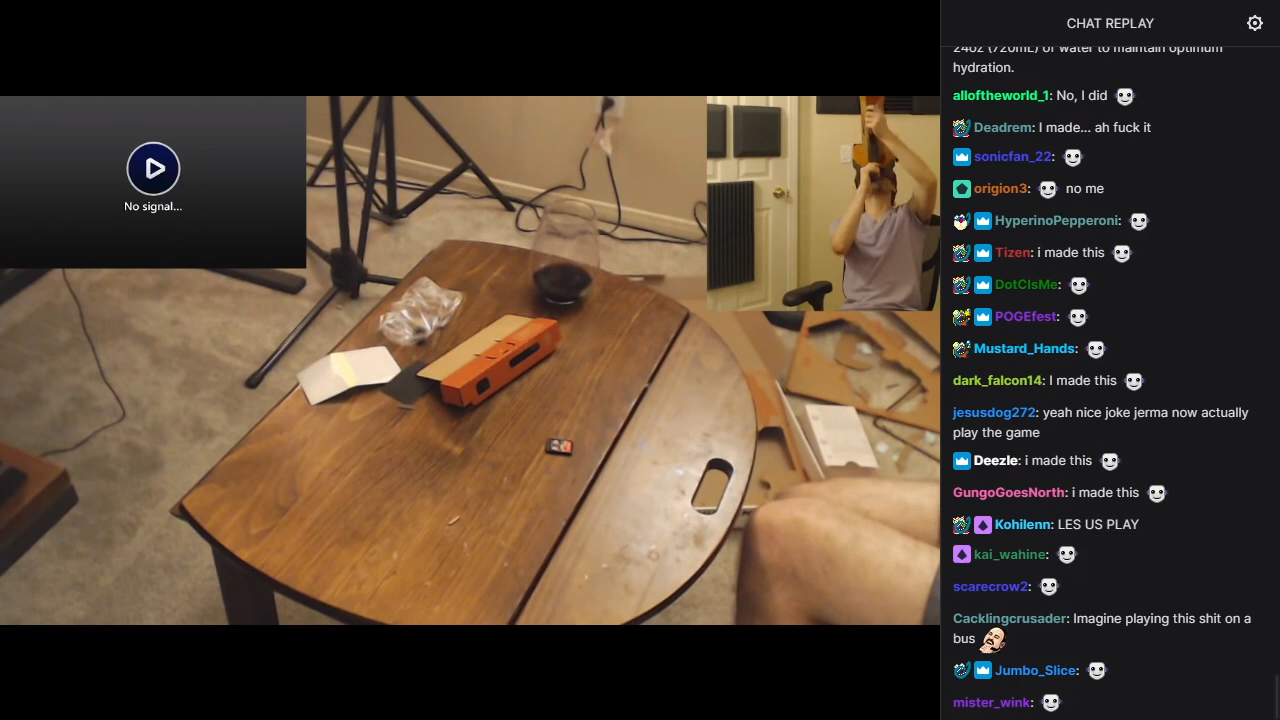 No signal...
CHAT REPLAY
24oz (720mL) of water to maintain optimum
hydration.
alloftheworld_1: No, I did
Deadrem: I made... ah fuck it
sonicfan_22:
origion3: no me
HyperinoPepperoni:
Tizen: i made this
DotClsMe:
POGEfest:
Mustard_Hands:
dark_falcon14: I made this
jesusdog272: yeah nice joke jerma now actually
play the game
Deezle: i made this
GungoGoesNorth: i made this
Kohilenn: LES US PLAY
kai_wahine:
scarecrow2:
Cacklingcrusader: Imagine playing this shit on a
bus
Jumbo_Slice:
mister_wink: